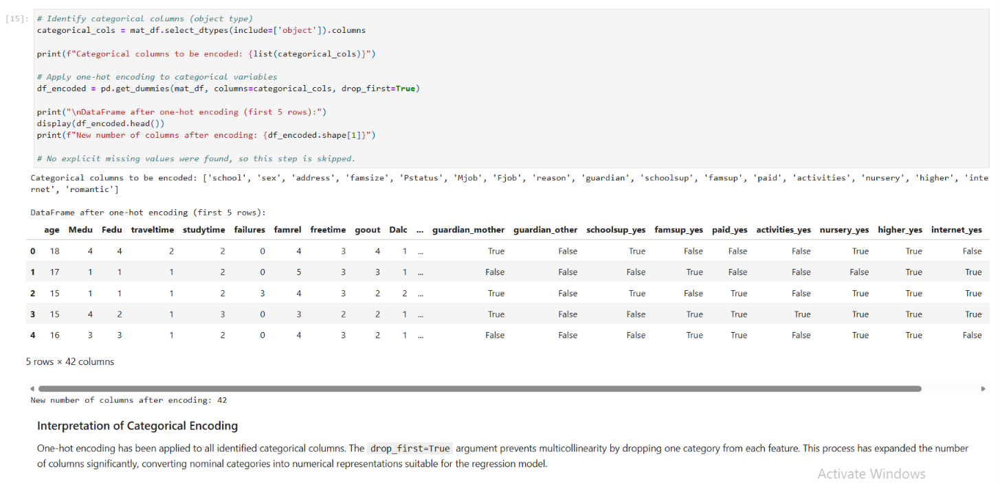 [15]: # Identify categorical columns (object type)
categorical_cols = mat_df.select_dtypes(include=['object']).columns
print(f"Categorical columns to be encoded: {list(categorical_cols)}")
# Apply one-hot encoding to categorical variables
df_encoded = pd.get_dummies(mat_df, columns=categorical_cols, drop_first=True)
print("\nDataFrame after one-hot encoding (first 5 rows):")
display(df_encoded.head())
print(f"New number of columns after encoding: {df_encoded.shape[1]}")
# No explicit missing values were found, so this step is skipped.
Categorical columns to be encoded: ['school', 'sex', 'address', 'famsize', 'Pstatus', 'Mjob', 'Fjob', 'reason', 'guardian', 'schoolsup', 'famsup', 'paid', 'activities', 'nursery', 'higher', 'inte
rnet', 'romantic']
DataFrame after one-hot encoding (first 5 rows):
age Medu Fedu traveltime studytime failures famrel freetime goout Dalc ... guardian_mother guardian_other schoolsup_yes famsup_yes paid_yes activities_yes nursery_yes higher_yes internet_yes
0 18 4 4 2 2 0 4 3 4 1 ... True False True False False False True True False
1 17 1 1 1 2 0 5 3 3 1 ... False False False True False False False True True
2 15 1 1 1 2 3 4 3 2 2 ... True False True False True False True True True
3 15 4 2 1 3 0 3 2 2 1 ... True False False True True True True True True
4 16 3 3 1 2 0 4 3 2 1 ... False False False True True False True True False
5 rows × 42 columns
New number of columns after encoding: 42
Interpretation of Categorical Encoding
One-hot encoding has been applied to all identified categorical columns. The drop_first=True argument prevents multicollinearity by dropping one category from each feature. This process has expanded the number
of columns significantly, converting nominal categories into numerical representations suitable for the regression model.
Activate Windows